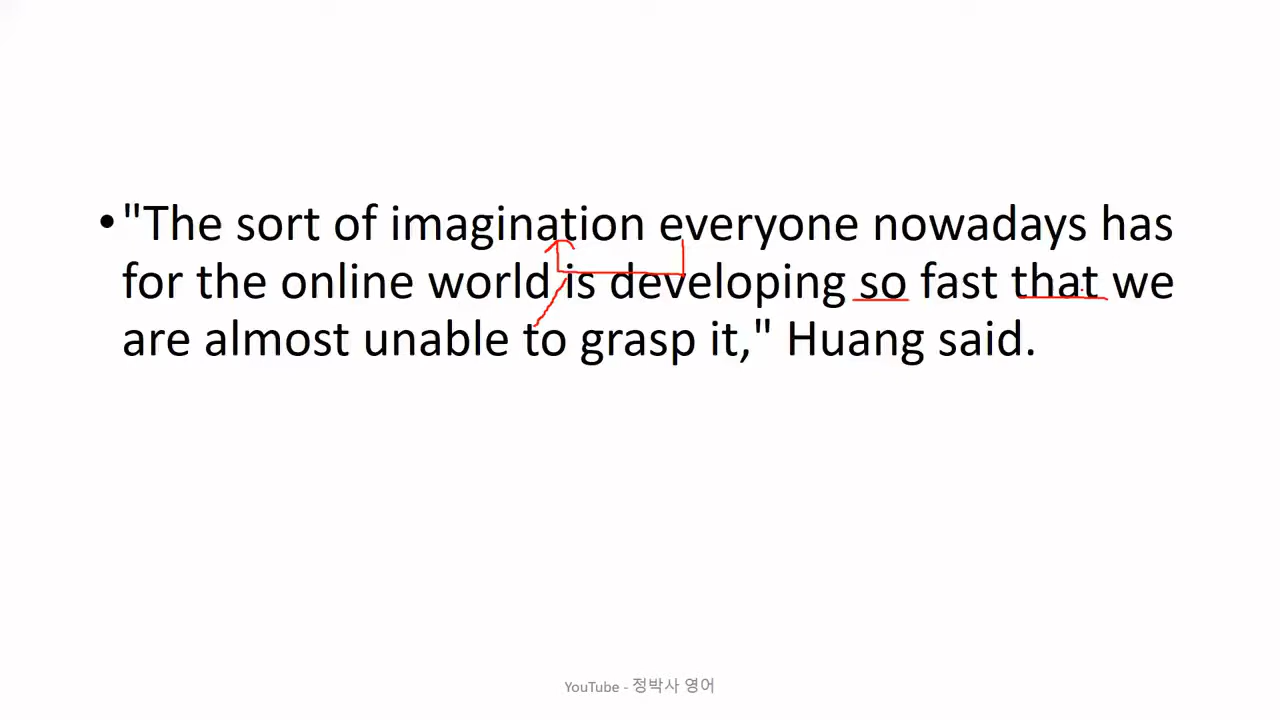 •"The sort of imagination everyone nowadays has
for the online world is developing so fast that we
are almost unable to grasp it," Huang said.
YouTube - 정박사 영어